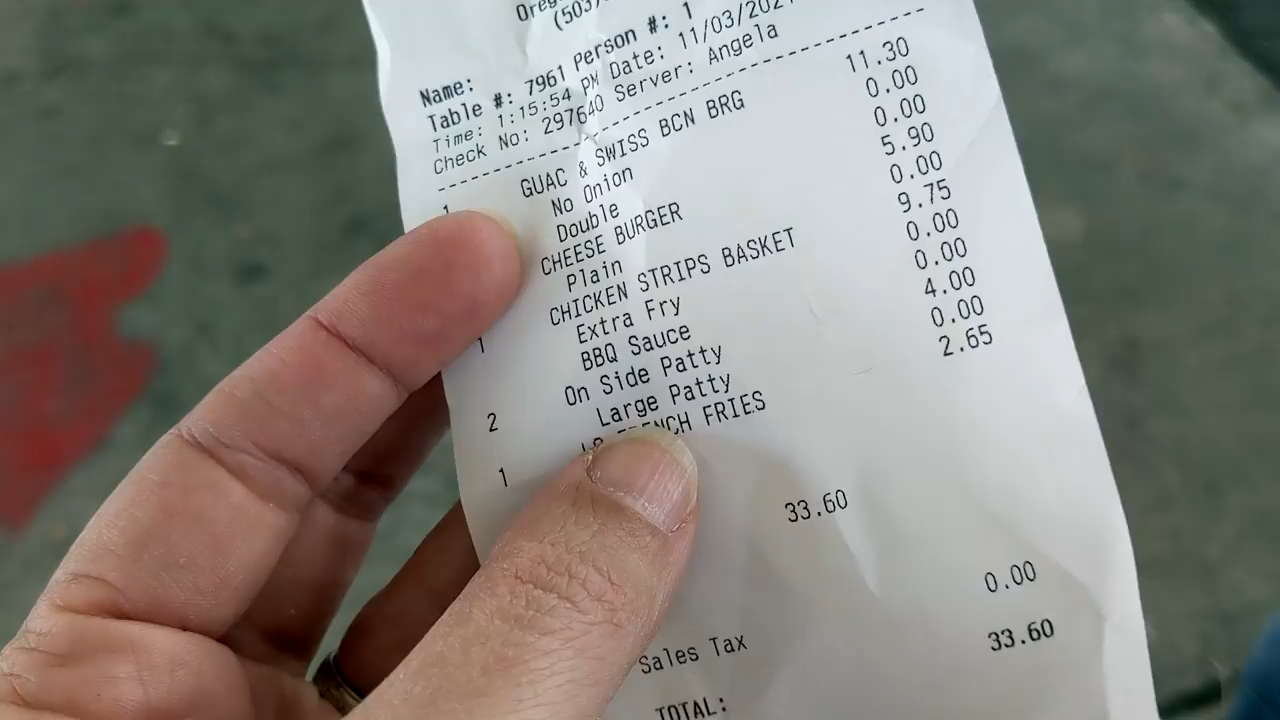 (503
Name:
Table #: 7961 Person #: 1
Time: 1:15:54 PM Date: 11/03/202
Check No: 297640 Server: Angela
1 GUAC & SWISS BCN BRG 11.30
No Onion 0.00
Double 0.00
CHEESE BURGER 5.90
Plain 0.00
1 CHICKEN STRIPS BASKET 9.75
Extra Fry 0.00
BBQ Sauce 0.00
2 On Side Patty 4.00
Large Patty 0.00
1 FRENCH FRIES 2.65
33.60
Sales Tax 0.00
TOTAL: 33.60